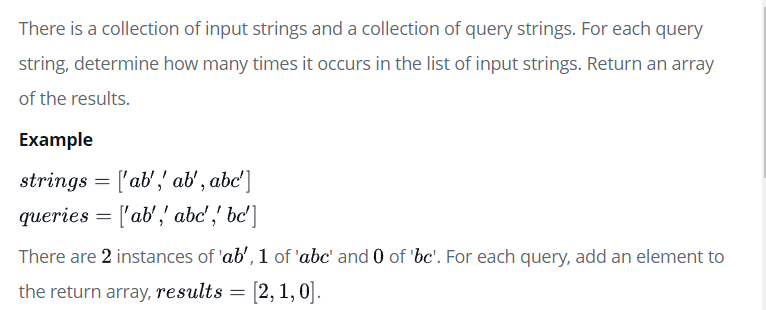 There is a collection of input strings and a collection of query strings. For each query
string, determine how many times it occurs in the list of input strings. Return an array
of the results.
Example
strings = ['ab',' ab', abc']
queries = ['ab',' abc',' bc']
There are 2 instances of 'ab', 1 of 'abc' and 0 of 'bc'. For each query, add an element to
the return array, results = [2, 1, 0].